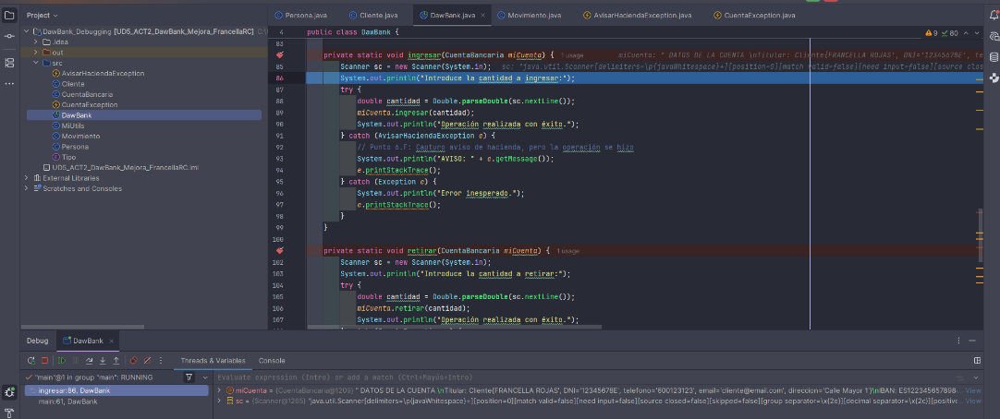 Project
DawBank_Debugging [UD5_ACT2_DawBank_Mejora_FrancellaRC]
.idea
out
src
AvisarHaciendaException
Cliente
CuentaBancaria
CuentaException
DawBank
MiUtils
Movimiento
Persona
Tipo
UD5_ACT2_DawBank_Mejora_FrancellaRC.iml
External Libraries
Scratches and Consoles
Persona.java
Cliente.java
DawBank.java
Movimiento.java
AvisarHaciendaException.java
CuentaException.java
4 public class DawBank {
9 80
83
private static void ingresar(CuentaBancaria miCuenta) { 1 usage miCuenta: " DATOS DE LA CUENTA \nTitular: Cliente{FRANCELLA ROJAS', DNI='12345678E', te
85 Scanner sc = new Scanner(System.in); sc: "java.util.Scanner[delimiters=\p{javaWhitespace}+][position=0][match valid=false][need input=false][source clos
86 System.out.println("Introduce la cantidad a ingresar:");
87 try {
88 double cantidad = Double.parseDouble(sc.nextLine());
89 miCuenta.ingresar(cantidad);
90 System.out.println("Operación realizada con éxito.");
91 } catch (AvisarHaciendaException e) {
92 // Punto 6.F: Capturo aviso de hacienda, pero la operación se hizo
93 System.out.println("AVISO: " + e.getMessage());
94 e.printStackTrace();
95 } catch (Exception e) {
96 System.out.println("Error inesperado.");
97 e.printStackTrace();
98 }
99 }
100
private static void retirar(CuentaBancaria miCuenta) { 1 usage
102 Scanner sc = new Scanner(System.in);
103 System.out.println("Introduce la cantidad a retirar:");
104 try {
105 double cantidad = Double.parseDouble(sc.nextLine());
106 miCuenta.retirar(cantidad);
107 System.out.println("Operación realizada con éxito.");
Debug DawBank
Threads & Variables Console
"main"@1 in group "main": RUNNING
ingresar:86, DawBank
main:61, DawBank
Evaluate expression (Intro) or add a watch (Ctrl+Mayús+Intro)
miCuenta = {CuentaBancaria@1209} " DATOS DE LA CUENTA \nTitular: Cliente{FRANCELLA ROJAS', DNI='12345678E', telefono='600123123', email='cliente@email.com', direccion='Calle Mayor 1'}\nIBAN: ES122345657898- View
sc = {Scanner@1265} "java.util.Scanner[delimiters=\p{javaWhitespace}+][position=0][match valid=false][need input=false][source closed=false][skipped=false][group separator=\x{2e}][decimal separator=\x{2c}][positive View